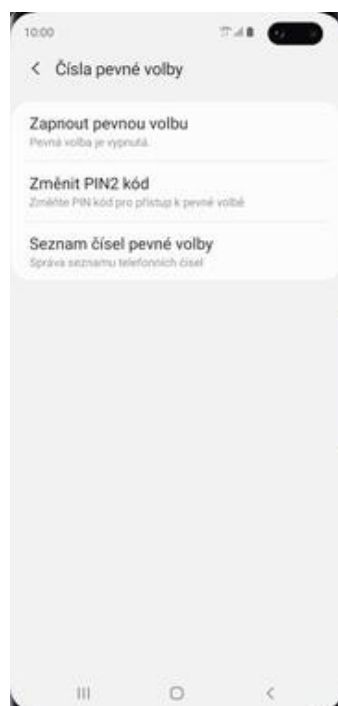 10:00
Čísla pevné volby
Zapnout pevnou volbu
Pevná volba je vypnutá.
Změnit PIN2 kód
Změňte PIN kód pro přístup k pevné volbě
Seznam čísel pevné volby
Správa seznamu telefonních čísel